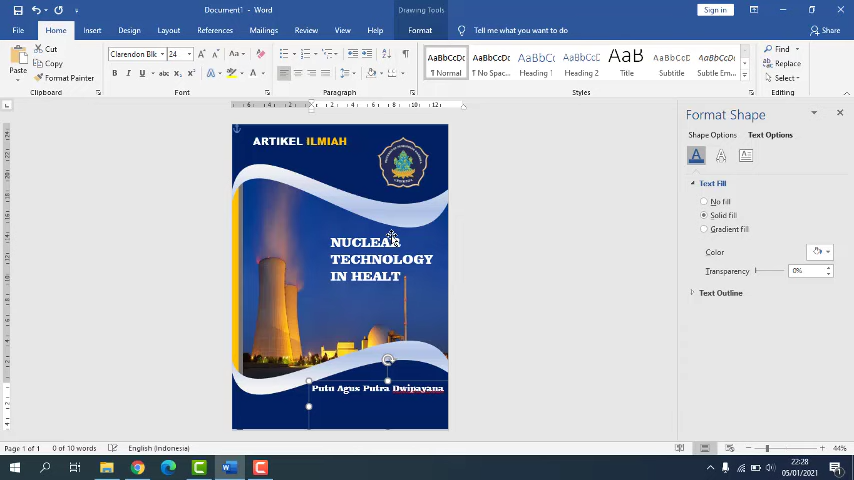 Document1 - Word
Drawing Tools
Sign in
File
Home
Insert
Design
Layout
References
Mailings
Review
View
Help
Format
Tell me what you want to do
Share
Paste
Cut
Copy
Format Painter
Clipboard
Clarendon Blk
24
Font
Paragraph
AaBbCcDc
¶ Normal
AaBbCcDc
¶ No Spac...
AaBbCc
Heading 1
AaBbCcC
Heading 2
AaB
Title
AaBbCcC
Subtitle
AaBbCcDc
Subtle Em...
Styles
Find
Replace
Select
Editing
ARTIKEL ILMIAH
NUCLEAR
TECHNOLOGY
IN HEALT
Putu Agus Putra Dwipayana
Format Shape
Shape Options
Text Options
Text Fill
No fill
Solid fill
Gradient fill
Color
Transparency
0%
Text Outline
Page 1 of 1
0 of 10 words
English (Indonesia)
44%
22:28
05/01/2021